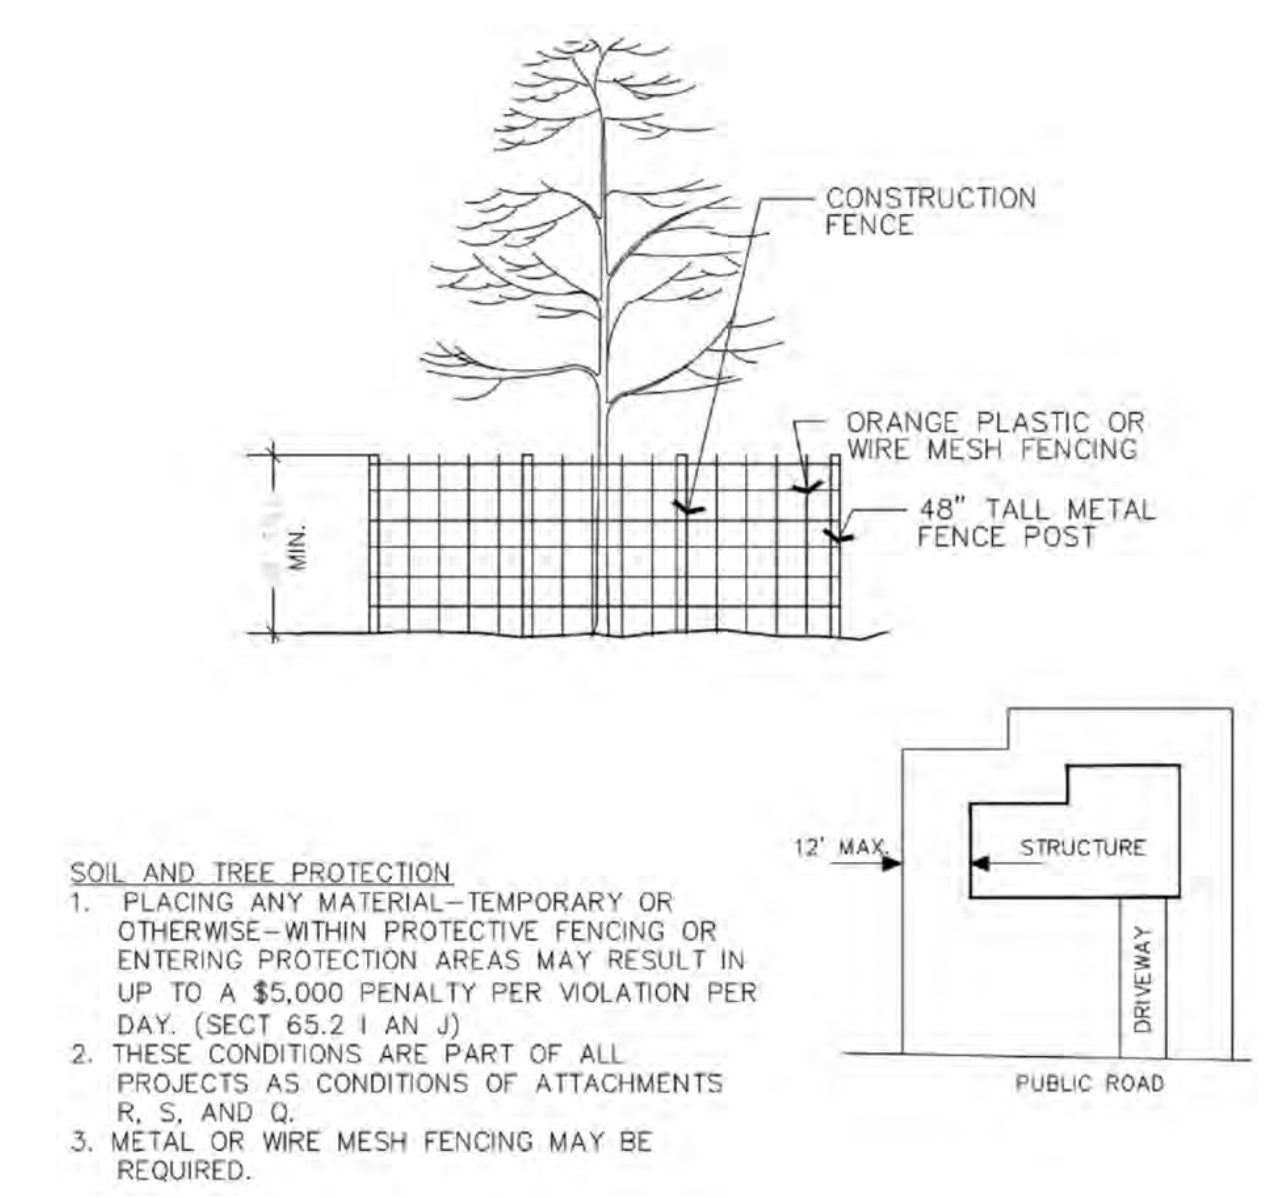 CONSTRUCTION
FENCE
ORANGE PLASTIC OR
WIRE MESH FENCING
48" TALL METAL
FENCE POST
MIN.
12' MAX.
STRUCTURE
DRIVEWAY
PUBLIC ROAD
SOIL AND TREE PROTECTION
1. PLACING ANY MATERIAL—TEMPORARY OR
OTHERWISE—WITHIN PROTECTIVE FENCING OR
ENTERING PROTECTION AREAS MAY RESULT IN
UP TO A $5,000 PENALTY PER VIOLATION PER
DAY. (SECT 65.2 I AN J)
2. THESE CONDITIONS ARE PART OF ALL
PROJECTS AS CONDITIONS OF ATTACHMENTS
R, S, AND Q.
3. METAL OR WIRE MESH FENCING MAY BE
REQUIRED.